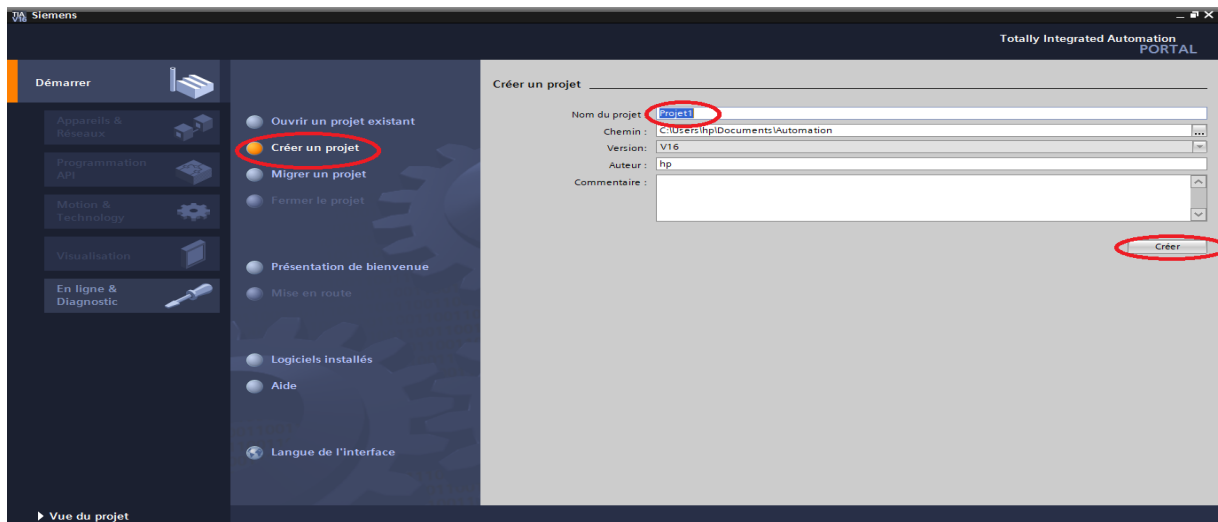 TIA V16 Siemens
Totally Integrated Automation
PORTAL
Démarrer
Appareils &
Réseaux
Programmation
API
Motion &
Technology
Visualisation
En ligne &
Diagnostic
Ouvrir un projet existant
Créer un projet
Migrer un projet
Fermer le projet
Présentation de bienvenue
Mise en route
Logiciels installés
Aide
Langue de l'interface
Créer un projet
Nom du projet : Projet1
Chemin : C:\Users\hp\Documents\Automation ...
Version: V16
Auteur : hp
Commentaire :
Créer
Vue du projet